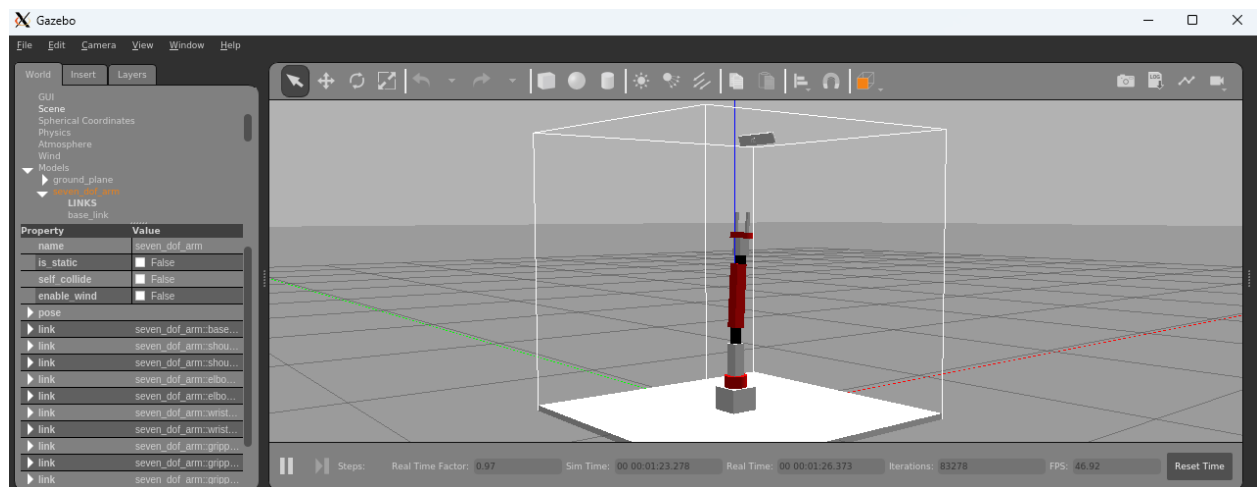 Gazebo
File Edit Camera View Window Help
World Insert Layers
GUI
Scene
Spherical Coordinates
Physics
Atmosphere
Wind
Models
ground_plane
seven_dof_arm
LINKS
base_link
Property Value
name seven_dof_arm
is_static False
self_collide False
enable_wind False
pose
link seven_dof_arm::base...
link seven_dof_arm::shou...
link seven_dof_arm::shou...
link seven_dof_arm::elbo...
link seven_dof_arm::elbo...
link seven_dof_arm::wrist...
link seven_dof_arm::wrist...
link seven_dof_arm::gripp...
link seven_dof_arm::gripp...
link seven_dof_arm::gripp...
LOG
Steps: Real Time Factor: 0.97 Sim Time: 00 00:01:23.278 Real Time: 00 00:01:26.373 Iterations: 83278 FPS: 46.92 Reset Time